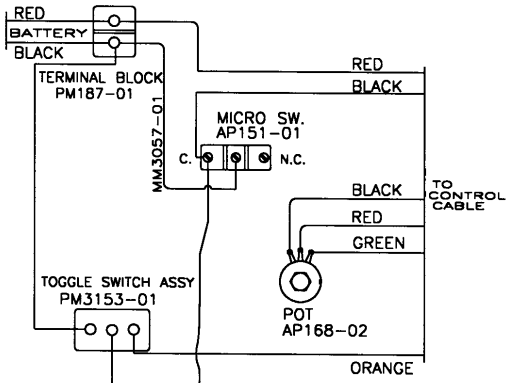 RED
BATTERY
BLACK
TERMINAL BLOCK
PM187-01
MM3057-01
RED
BLACK
MICRO SW.
AP151-01
C.
N.C.
BLACK
RED
GREEN
TO
CONTROL
CABLE
TOGGLE SWITCH ASSY
PM3153-01
POT
AP168-02
ORANGE